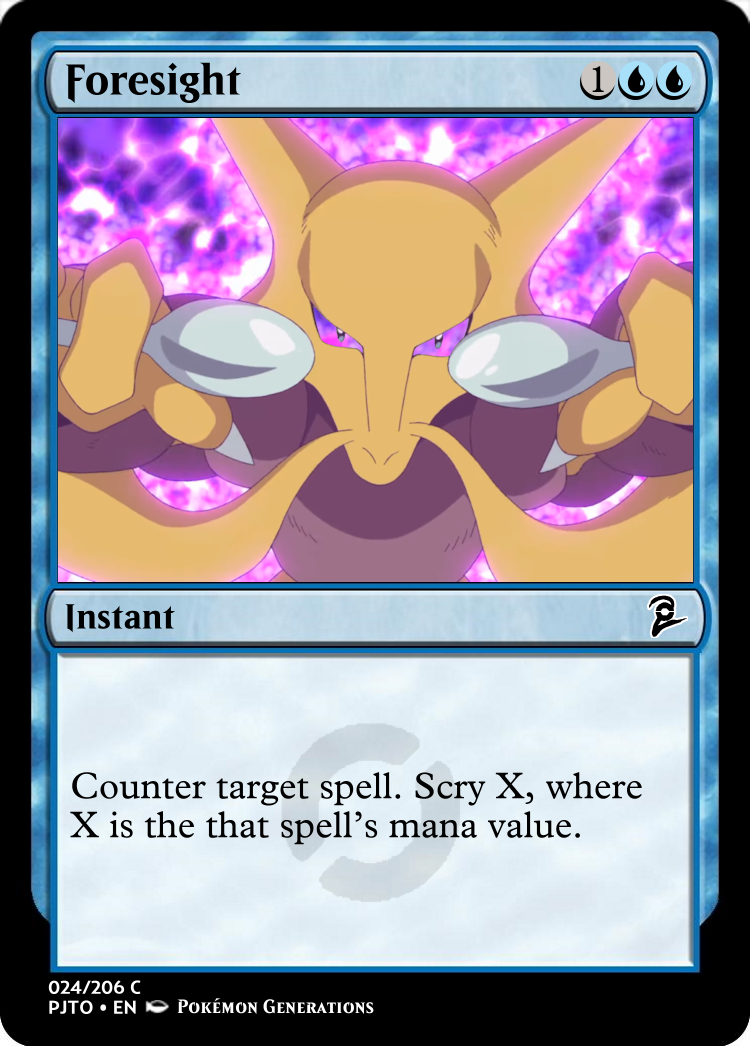 Foresight 1
Instant
Counter target spell. Scry X, where
X is the that spell's mana value.
024/206 C
PJTO • EN Pokémon Generations